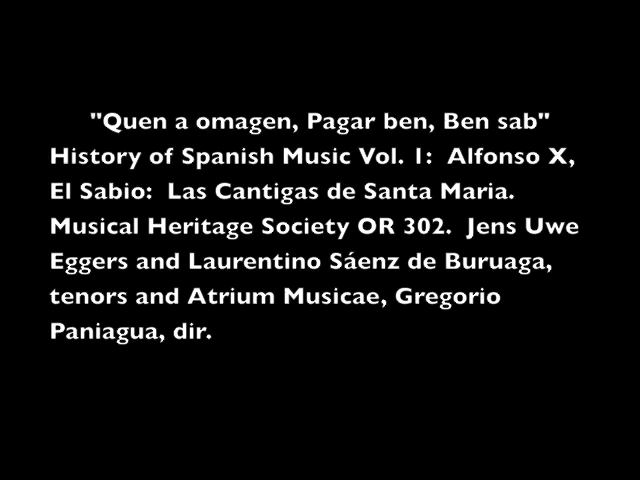 "Quen a omagen, Pagar ben, Ben sab"
History of Spanish Music Vol. 1:  Alfonso X,
El Sabio:  Las Cantigas de Santa Maria.
Musical Heritage Society OR 302.  Jens Uwe
Eggers and Laurentino Sáenz de Buruaga,
tenors and Atrium Musicae, Gregorio
Paniagua, dir.